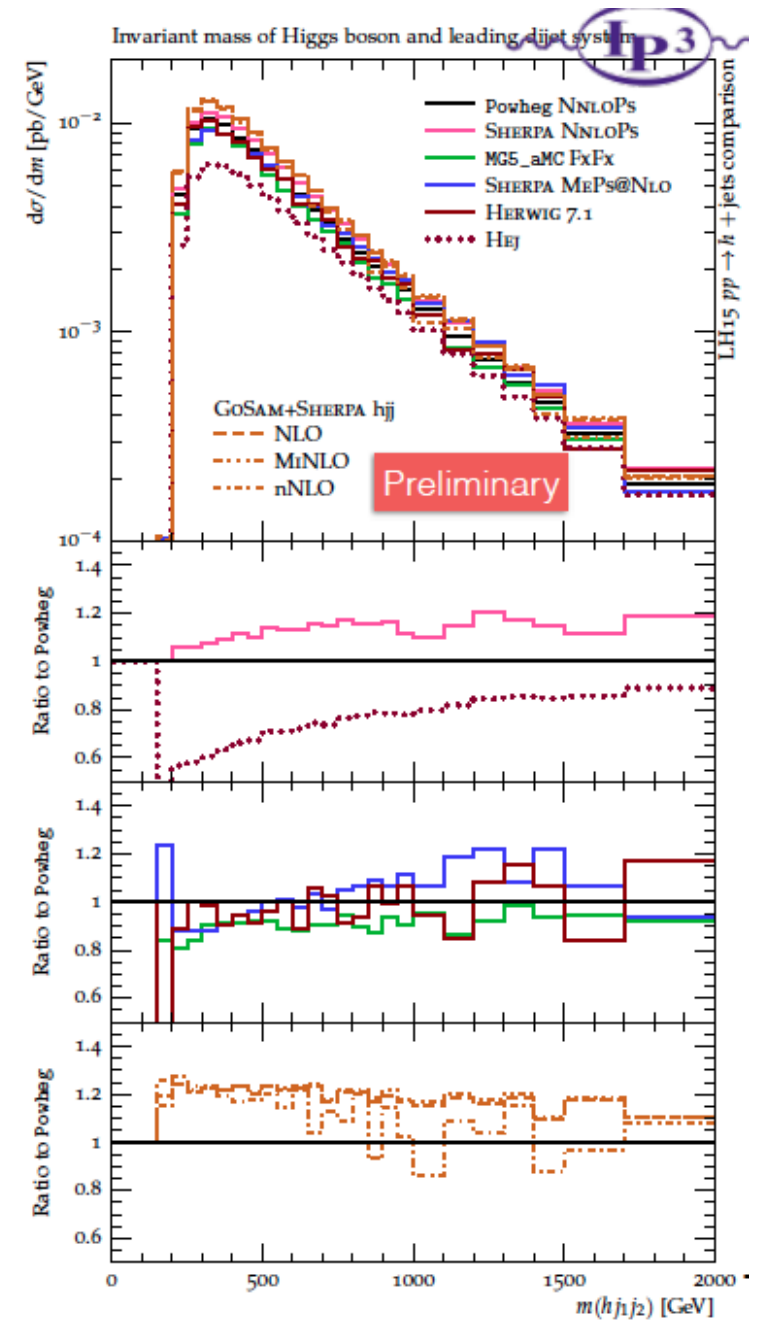 Invariant mass of Higgs boson and leading dijet system
IP3
dσ/dm [pb/GeV]
LH15 pp → h + jets comparison
10⁻²
10⁻³
10⁻⁴
Powheg NNLOPS
SHERPA NNLOPS
MG5_aMC FxFx
SHERPA MEPS@NLO
HERWIG 7.1
HEJ
GOSAM+SHERPA hjj
NLO
MiNLO
nNLO
Preliminary
Ratio to Powheg
1.4
1.2
1
0.8
0.6
Ratio to Powheg
1.4
1.2
1
0.8
0.6
Ratio to Powheg
1.4
1.2
1
0.8
0.6
0 500 1000 1500 2000
m(hj₁j₂) [GeV]